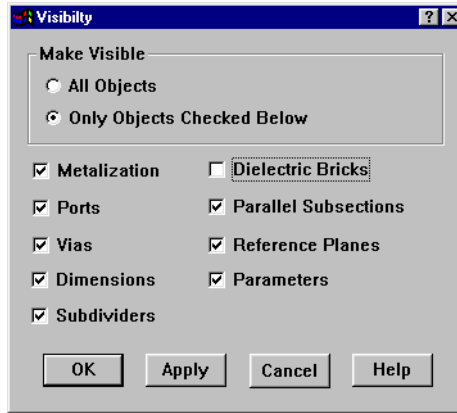 Visibilty
Make Visible
All Objects
Only Objects Checked Below
Metalization
Dielectric Bricks
Ports
Parallel Subsections
Vias
Reference Planes
Dimensions
Parameters
Subdividers
OK
Apply
Cancel
Help